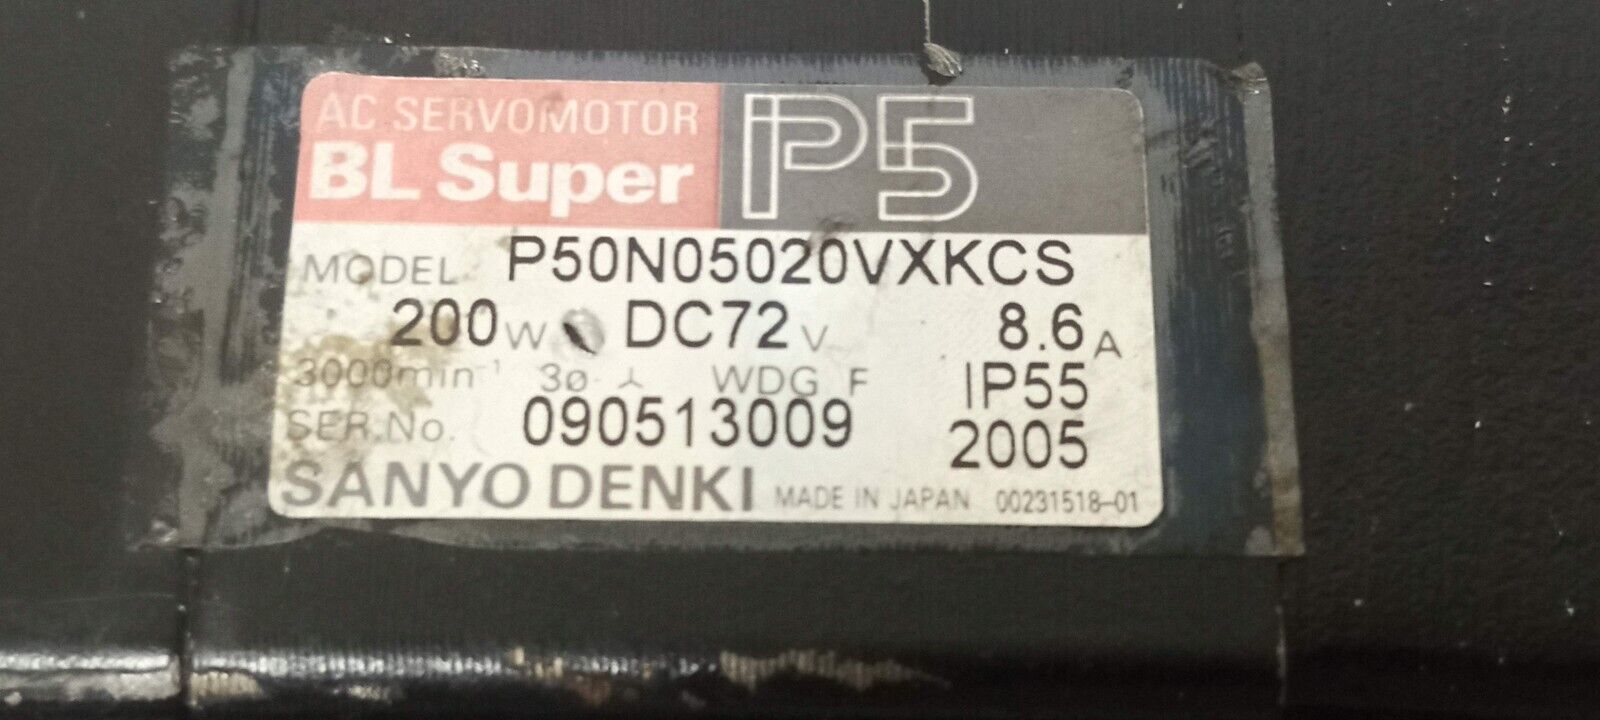 AC SERVOMOTOR
BL Super P5
MODEL P50N05020VXKCS
200W DC72V 8.6A
3000min⁻¹ 3ø ⅄ WDG F IP55
SER.No. 090513009 2005
SANYO DENKI MADE IN JAPAN 00231518-01